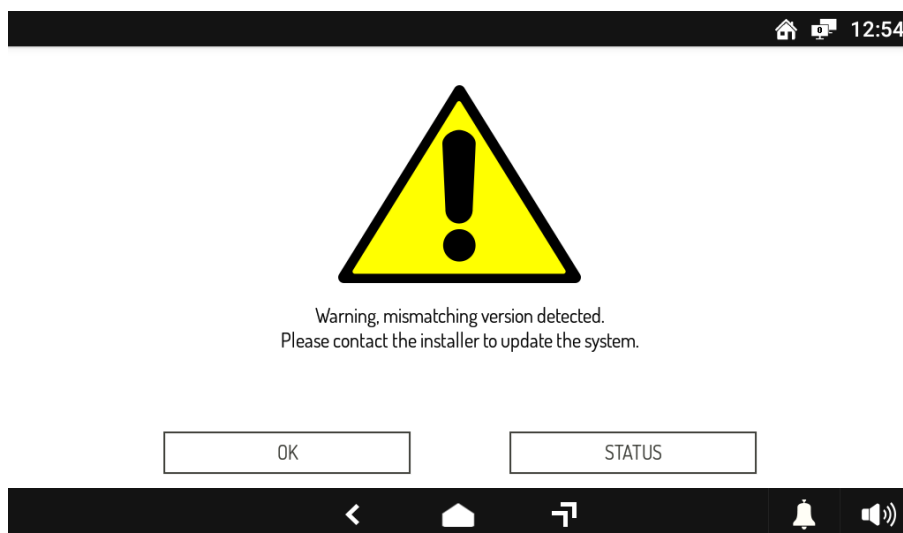 12:54
Warning, mismatching version detected.
Please contact the installer to update the system.
OK
STATUS